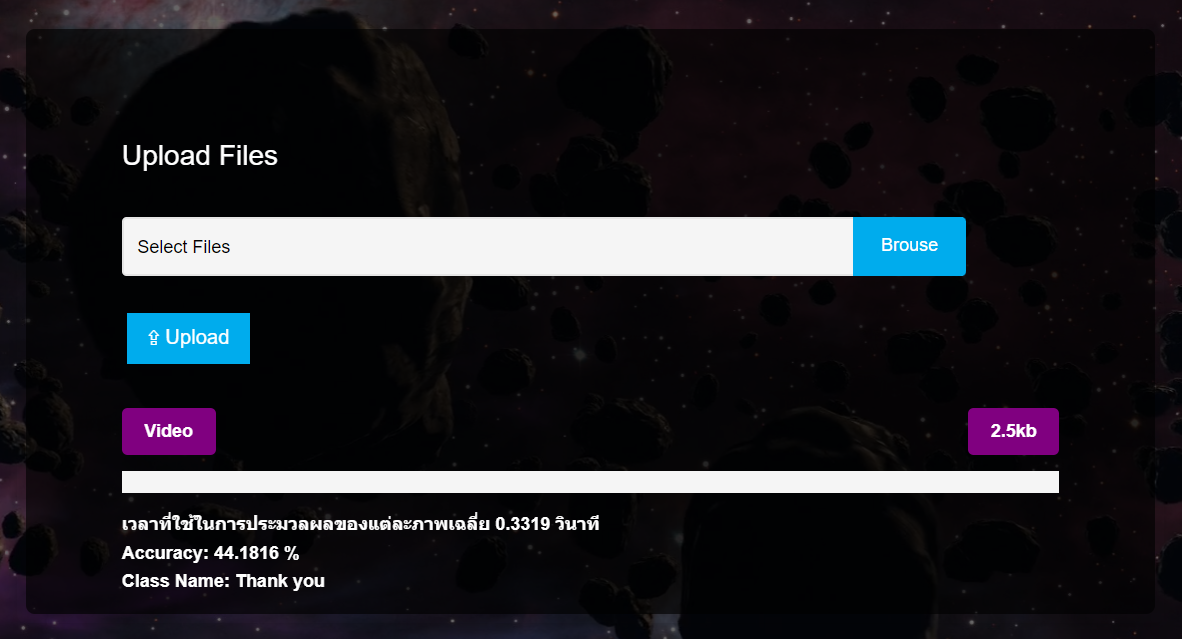 Upload Files
Select Files
Brouse
⇪ Upload
Video
2.5kb
เวลาที่ใช้ในการประมวลผลของแต่ละภาพเฉลี่ย 0.3319 วินาที
Accuracy: 44.1816 %
Class Name: Thank you